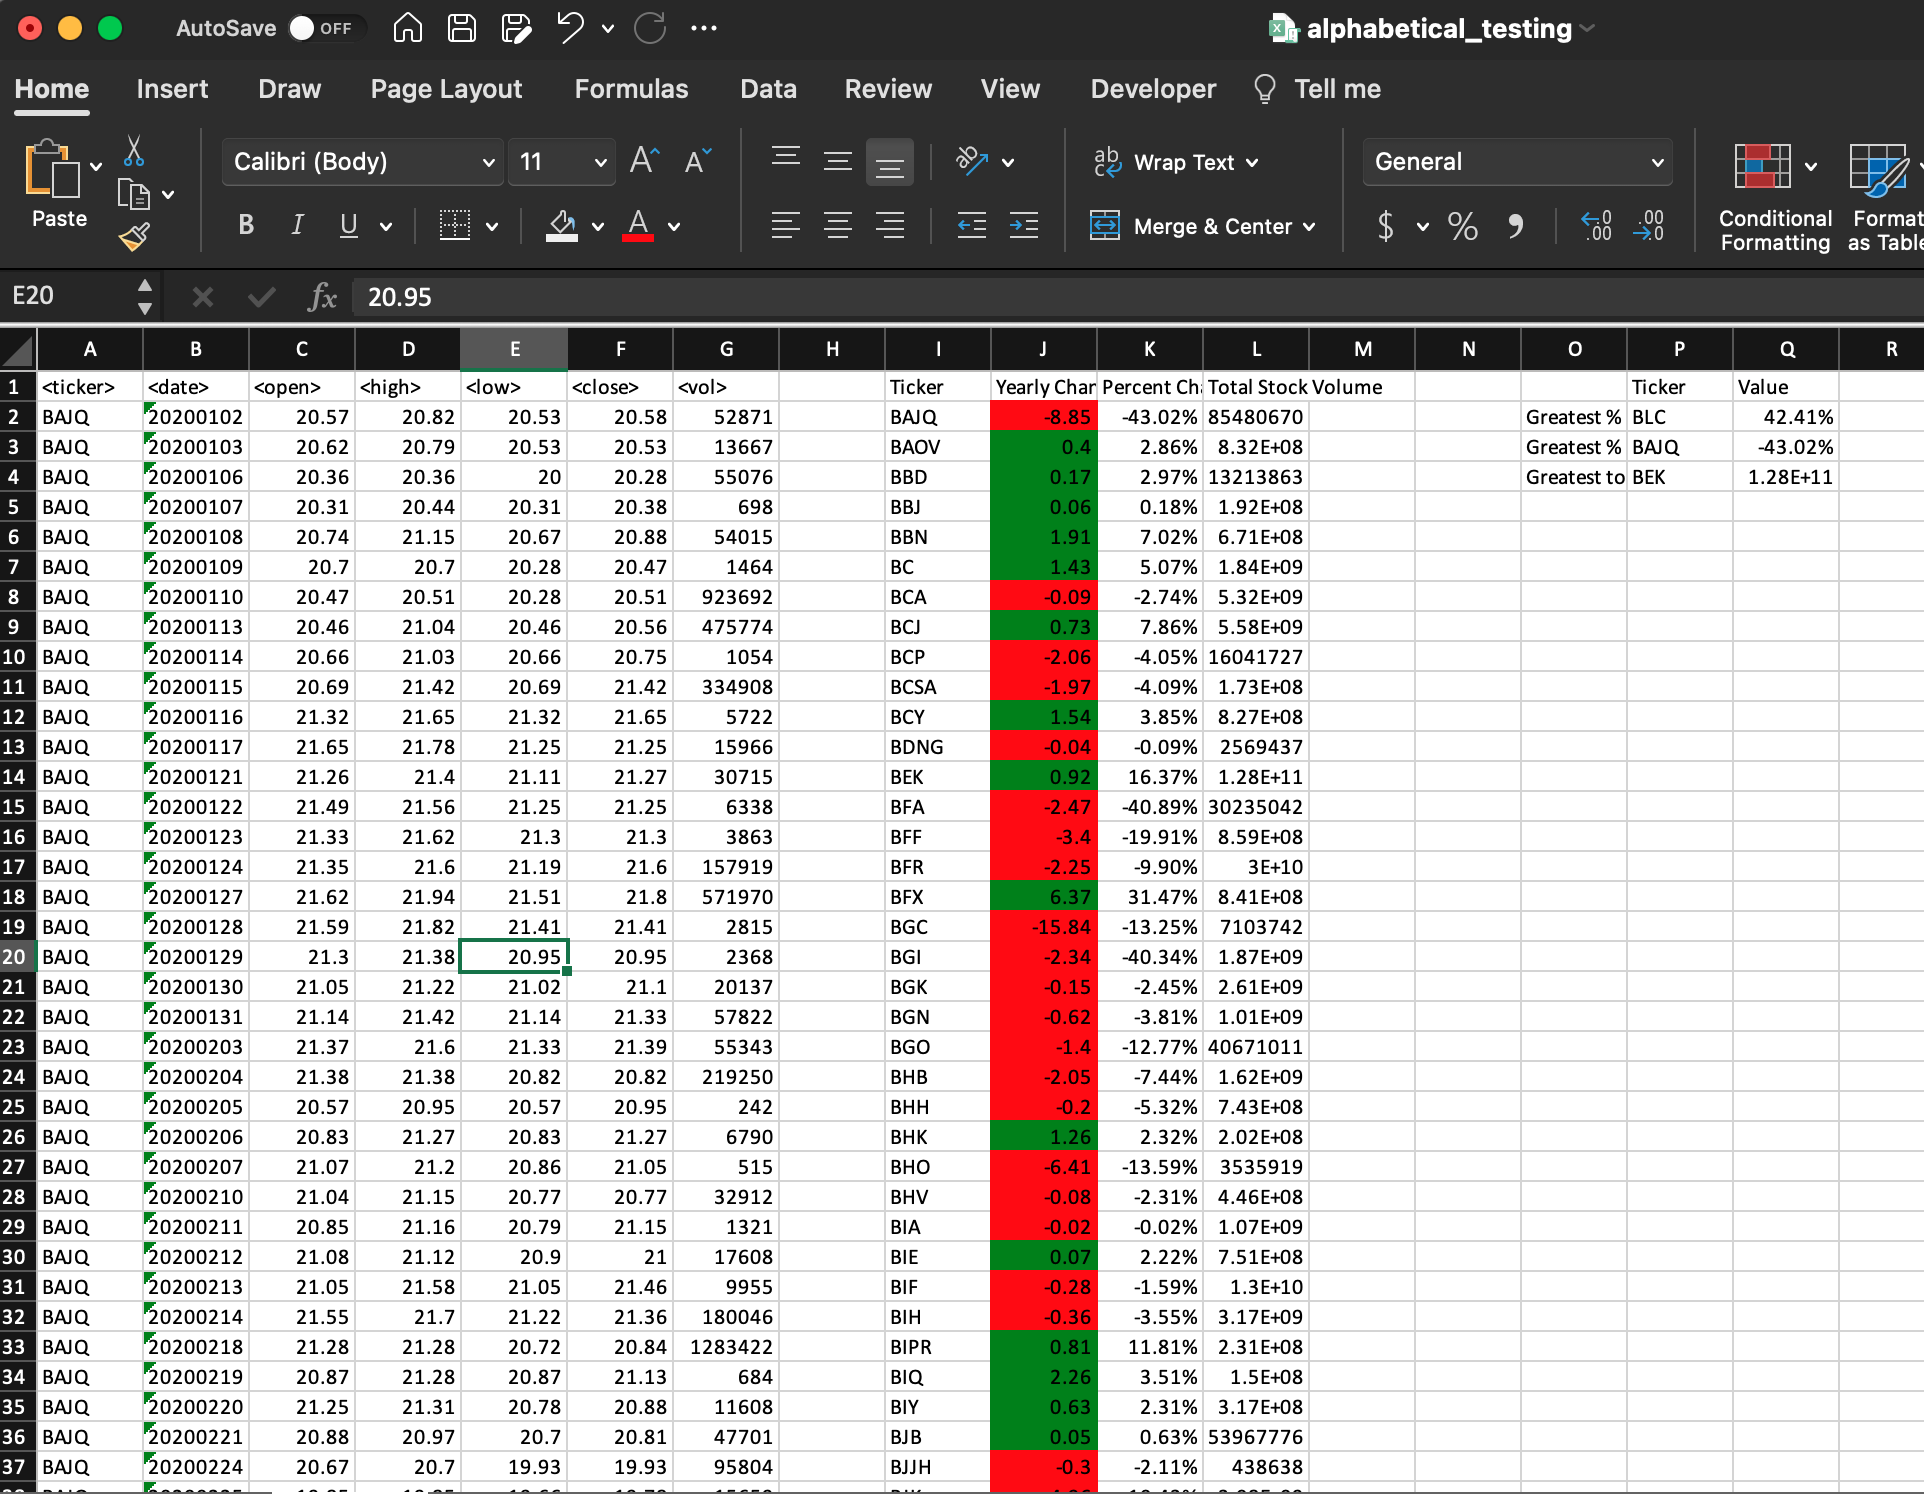 AutoSave OFF alphabetical_testing
Home Insert Draw Page Layout Formulas Data Review View Developer Tell me
Calibri (Body) 11 A A ab Wrap Text General
Paste B I U A Merge & Center $ % Conditional Formatting Format as Table
E20 fx 20.95
A B C D E F G H I J K L M N O P Q R
1 <ticker> <date> <open> <high> <low> <close> <vol> Ticker Yearly Char Percent Cha Total Stock Volume Ticker Value
2 BAJQ 20200102 20.57 20.82 20.53 20.58 52871 BAJQ -8.85 -43.02% 85480670 Greatest % BLC 42.41%
3 BAJQ 20200103 20.62 20.79 20.53 20.53 13667 BAOV 0.4 2.86% 8.32E+08 Greatest % BAJQ -43.02%
4 BAJQ 20200106 20.36 20.36 20 20.28 55076 BBD 0.17 2.97% 13213863 Greatest to BEK 1.28E+11
5 BAJQ 20200107 20.31 20.44 20.31 20.38 698 BBJ 0.06 0.18% 1.92E+08
6 BAJQ 20200108 20.74 21.15 20.67 20.88 54015 BBN 1.91 7.02% 6.71E+08
7 BAJQ 20200109 20.7 20.7 20.28 20.47 1464 BC 1.43 5.07% 1.84E+09
8 BAJQ 20200110 20.47 20.51 20.28 20.51 923692 BCA -0.09 -2.74% 5.32E+09
9 BAJQ 20200113 20.46 21.04 20.46 20.56 475774 BCJ 0.73 7.86% 5.58E+09
10 BAJQ 20200114 20.66 21.03 20.66 20.75 1054 BCP -2.06 -4.05% 16041727
11 BAJQ 20200115 20.69 21.42 20.69 21.42 334908 BCSA -1.97 -4.09% 1.73E+08
12 BAJQ 20200116 21.32 21.65 21.32 21.65 5722 BCY 1.54 3.85% 8.27E+08
13 BAJQ 20200117 21.65 21.78 21.25 21.25 15966 BDNG -0.04 -0.09% 2569437
14 BAJQ 20200121 21.26 21.4 21.11 21.27 30715 BEK 0.92 16.37% 1.28E+11
15 BAJQ 20200122 21.49 21.56 21.25 21.25 6338 BFA -2.47 -40.89% 30235042
16 BAJQ 20200123 21.33 21.62 21.3 21.3 3863 BFF -3.4 -19.91% 8.59E+08
17 BAJQ 20200124 21.35 21.6 21.19 21.6 157919 BFR -2.25 -9.90% 3E+10
18 BAJQ 20200127 21.62 21.94 21.51 21.8 571970 BFX 6.37 31.47% 8.41E+08
19 BAJQ 20200128 21.59 21.82 21.41 21.41 2815 BGC -15.84 -13.25% 7103742
20 BAJQ 20200129 21.3 21.38 20.95 20.95 2368 BGI -2.34 -40.34% 1.87E+09
21 BAJQ 20200130 21.05 21.22 21.02 21.1 20137 BGK -0.15 -2.45% 2.61E+09
22 BAJQ 20200131 21.14 21.42 21.14 21.33 57822 BGN -0.62 -3.81% 1.01E+09
23 BAJQ 20200203 21.37 21.6 21.33 21.39 55343 BGO -1.4 -12.77% 40671011
24 BAJQ 20200204 21.38 21.38 20.82 20.82 219250 BHB -2.05 -7.44% 1.62E+09
25 BAJQ 20200205 20.57 20.95 20.57 20.95 242 BHH -0.2 -5.32% 7.43E+08
26 BAJQ 20200206 20.83 21.27 20.83 21.27 6790 BHK 1.26 2.32% 2.02E+08
27 BAJQ 20200207 21.07 21.2 20.86 21.05 515 BHO -6.41 -13.59% 3535919
28 BAJQ 20200210 21.04 21.15 20.77 20.77 32912 BHV -0.08 -2.31% 4.46E+08
29 BAJQ 20200211 20.85 21.16 20.79 21.15 1321 BIA -0.02 -0.02% 1.07E+09
30 BAJQ 20200212 21.08 21.12 20.9 21 17608 BIE 0.07 2.22% 7.51E+08
31 BAJQ 20200213 21.05 21.58 21.05 21.46 9955 BIF -0.28 -1.59% 1.3E+10
32 BAJQ 20200214 21.55 21.7 21.22 21.36 180046 BIH -0.36 -3.55% 3.17E+09
33 BAJQ 20200218 21.28 21.28 20.72 20.84 1283422 BIPR 0.81 11.81% 2.31E+08
34 BAJQ 20200219 20.87 21.28 20.87 21.13 684 BIQ 2.26 3.51% 1.5E+08
35 BAJQ 20200220 21.25 21.31 20.78 20.88 11608 BIY 0.63 2.31% 3.17E+08
36 BAJQ 20200221 20.88 20.97 20.7 20.81 47701 BJB 0.05 0.63% 53967776
37 BAJQ 20200224 20.67 20.7 19.93 19.93 95804 BJJH -0.3 -2.11% 438638